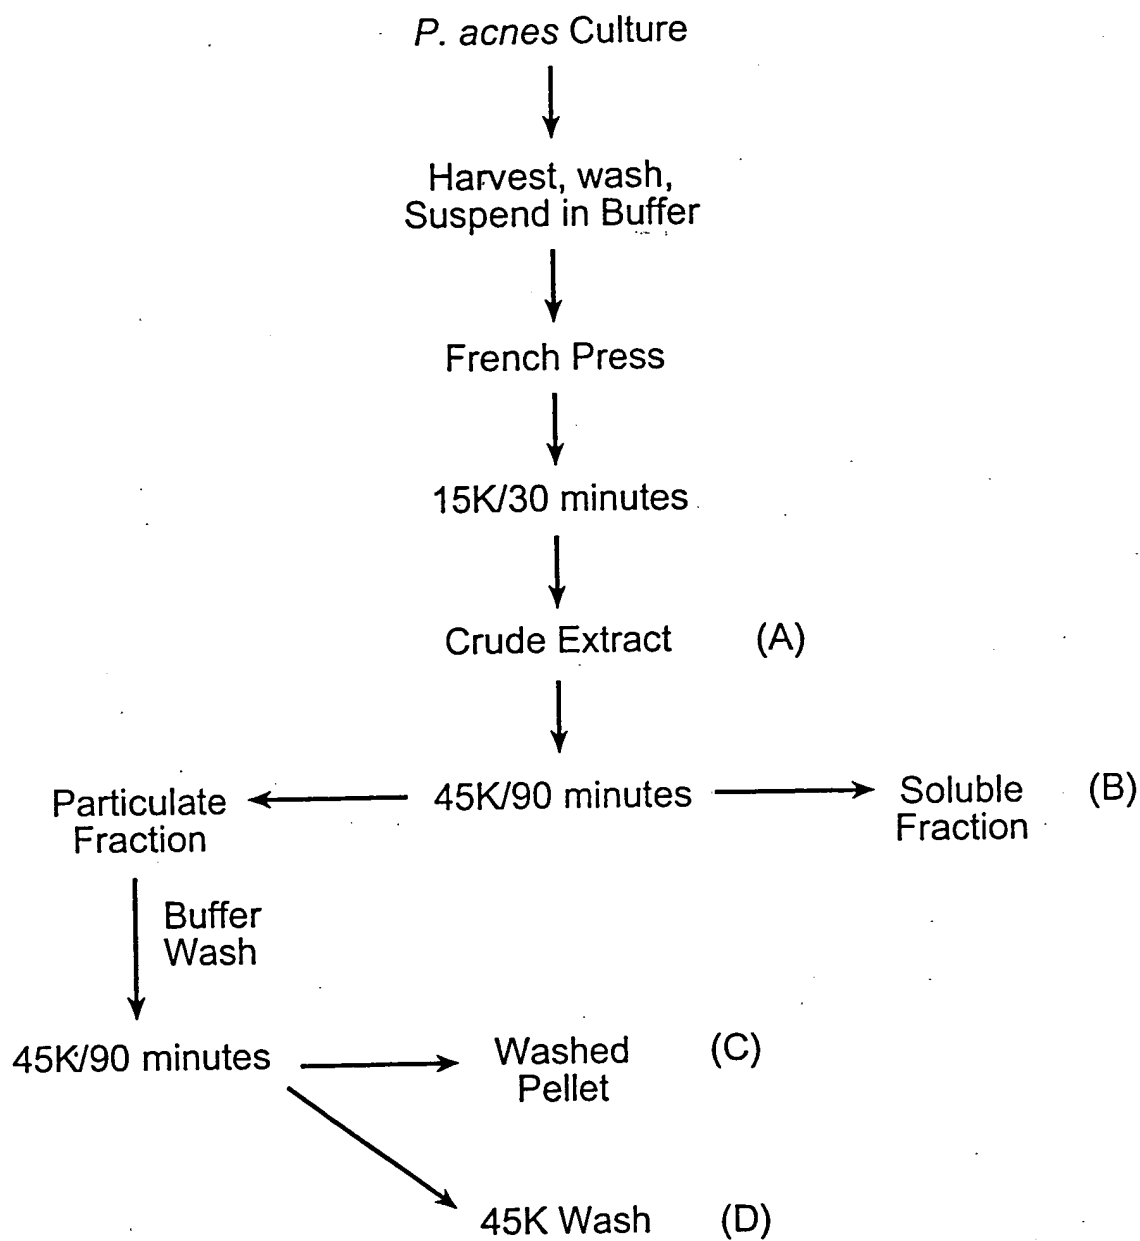 P. acnes Culture
Harvest, wash,
Suspend in Buffer
French Press
15K/30 minutes
Crude Extract (A)
Particulate
Fraction
45K/90 minutes
Soluble
Fraction
(B)
Buffer
Wash
45K/90 minutes
Washed
Pellet
(C)
45K Wash (D)